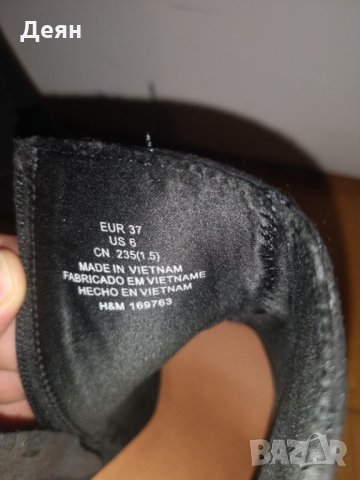 Деян
EUR 37
US 6
CN 235(1.5)
MADE IN VIETNAM
FABRICADO EM VIETNAME
HECHO EN VIETNAM
H&M 169763
BAZAR